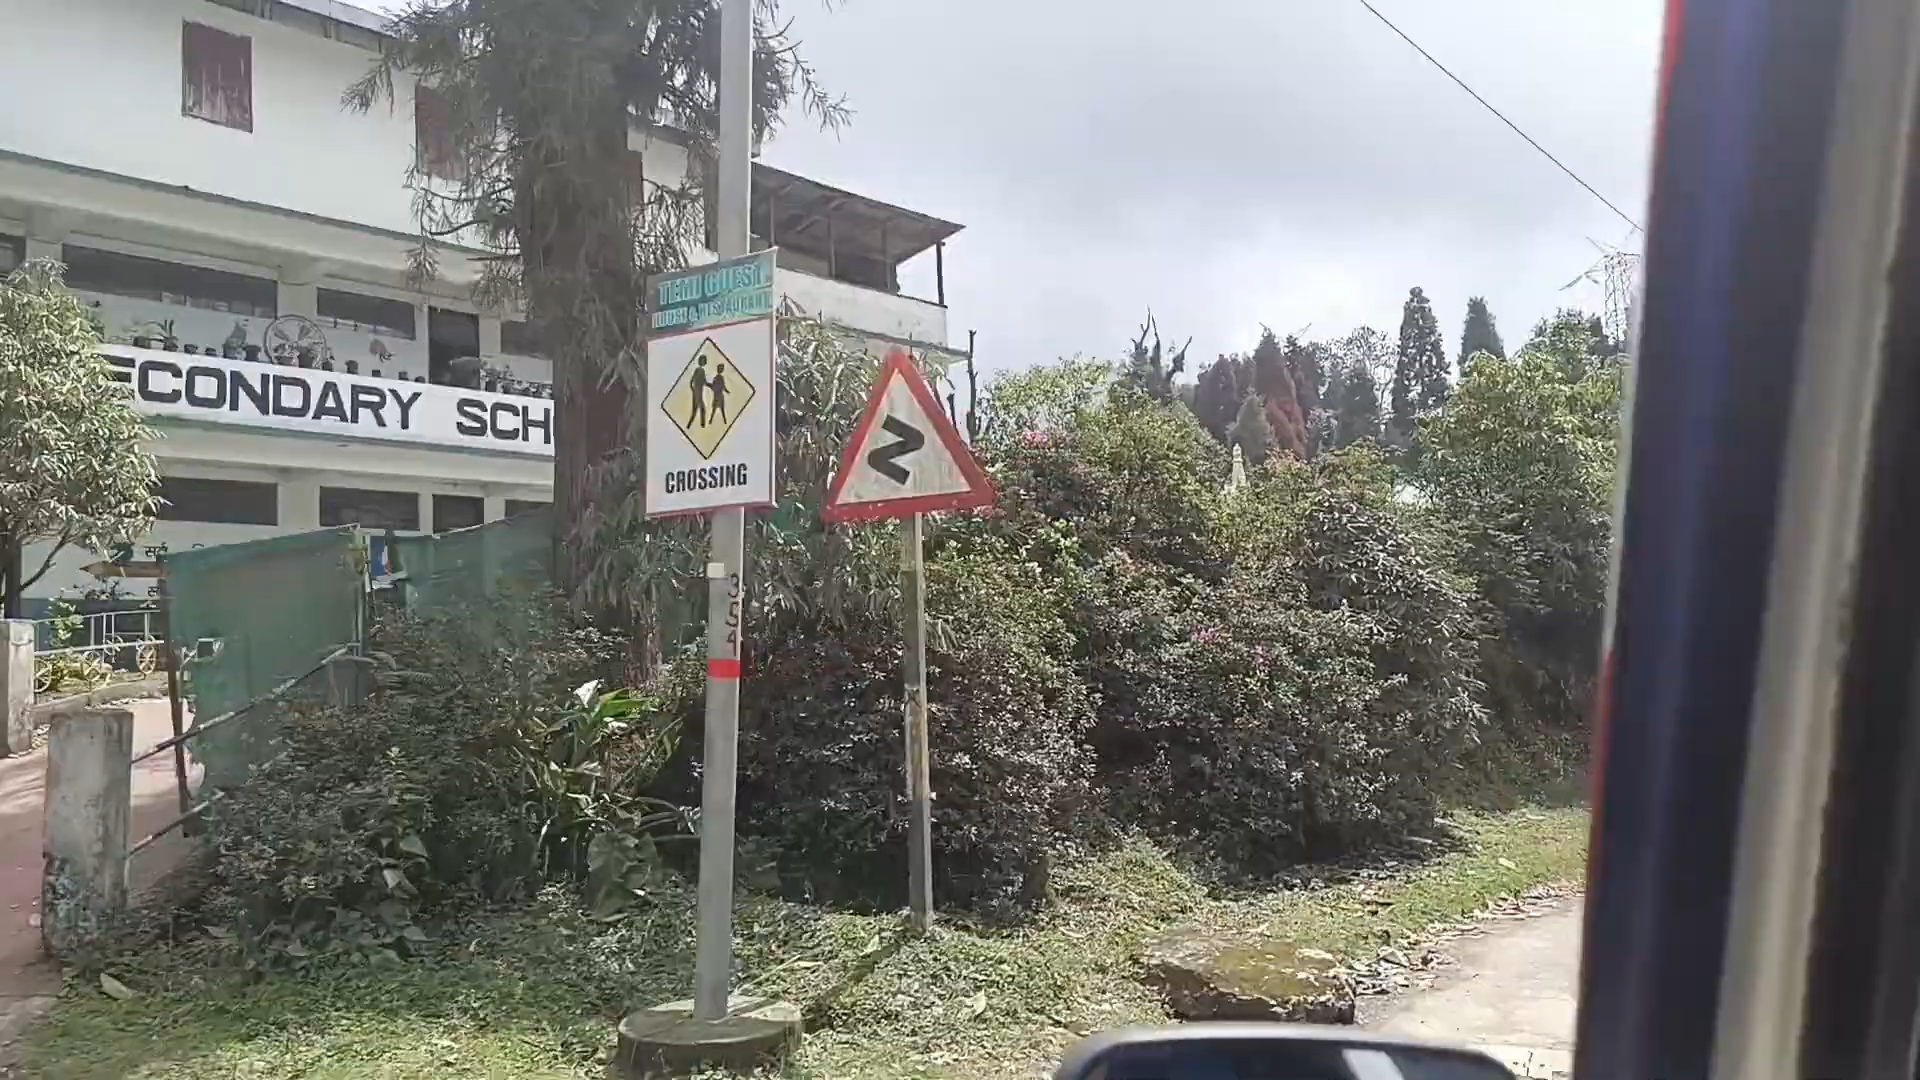 TEMI GUEST
HOUSE & RESTAURANT
ECONDARY SCH
CROSSING
354